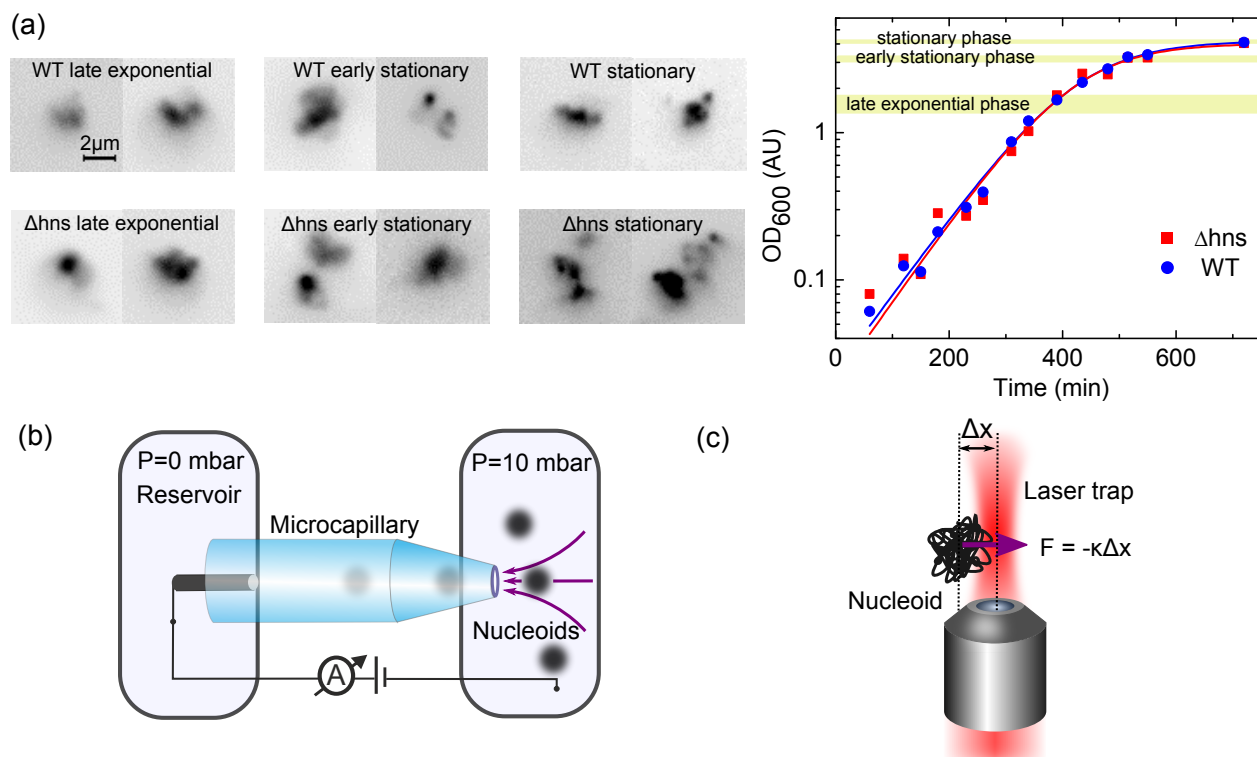 (a)
WT late exponential
WT early stationary
WT stationary
2μm
Δhns late exponential
Δhns early stationary
Δhns stationary
stationary phase
early stationary phase
late exponential phase
1
0.1
OD600 (AU)
Δhns
WT
0 200 400 600
Time (min)
(b)
P=0 mbar
Reservoir
Microcapillary
P=10 mbar
Nucleoids
A
(c)
Δx
Laser trap
F = -κΔx
Nucleoid